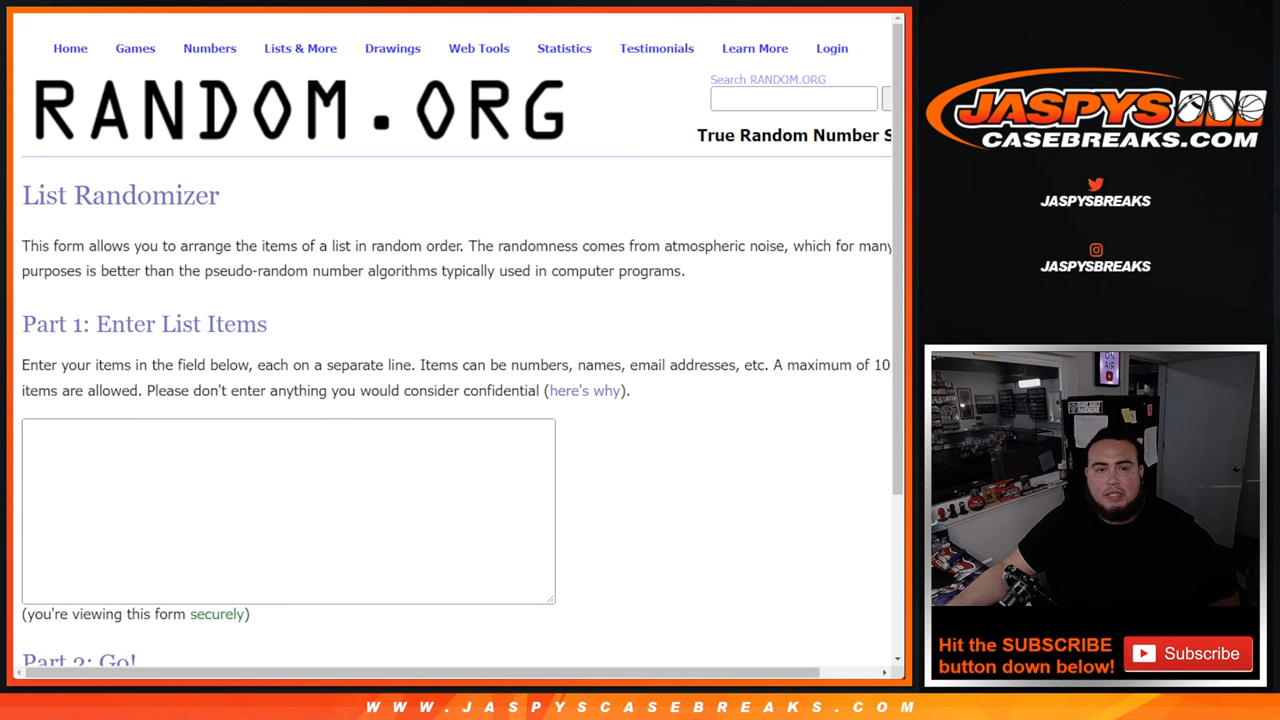 Home Games Numbers Lists & More Drawings Web Tools Statistics Testimonials Learn More Login
RANDOM.ORG
Search RANDOM.ORG
True Random Number S
List Randomizer
This form allows you to arrange the items of a list in random order. The randomness comes from atmospheric noise, which for many
purposes is better than the pseudo-random number algorithms typically used in computer programs.
Part 1: Enter List Items
Enter your items in the field below, each on a separate line. Items can be numbers, names, email addresses, etc. A maximum of 10
items are allowed. Please don't enter anything you would consider confidential (here's why).
(you're viewing this form securely)
Part 2: Go!
JASPYS
CASEBREAKS.COM
JASPYSBREAKS
JASPYSBREAKS
ON
AIR
Hit the SUBSCRIBE
button down below!
Subscribe
WWW.JASPYSCASEBREAKS.COM